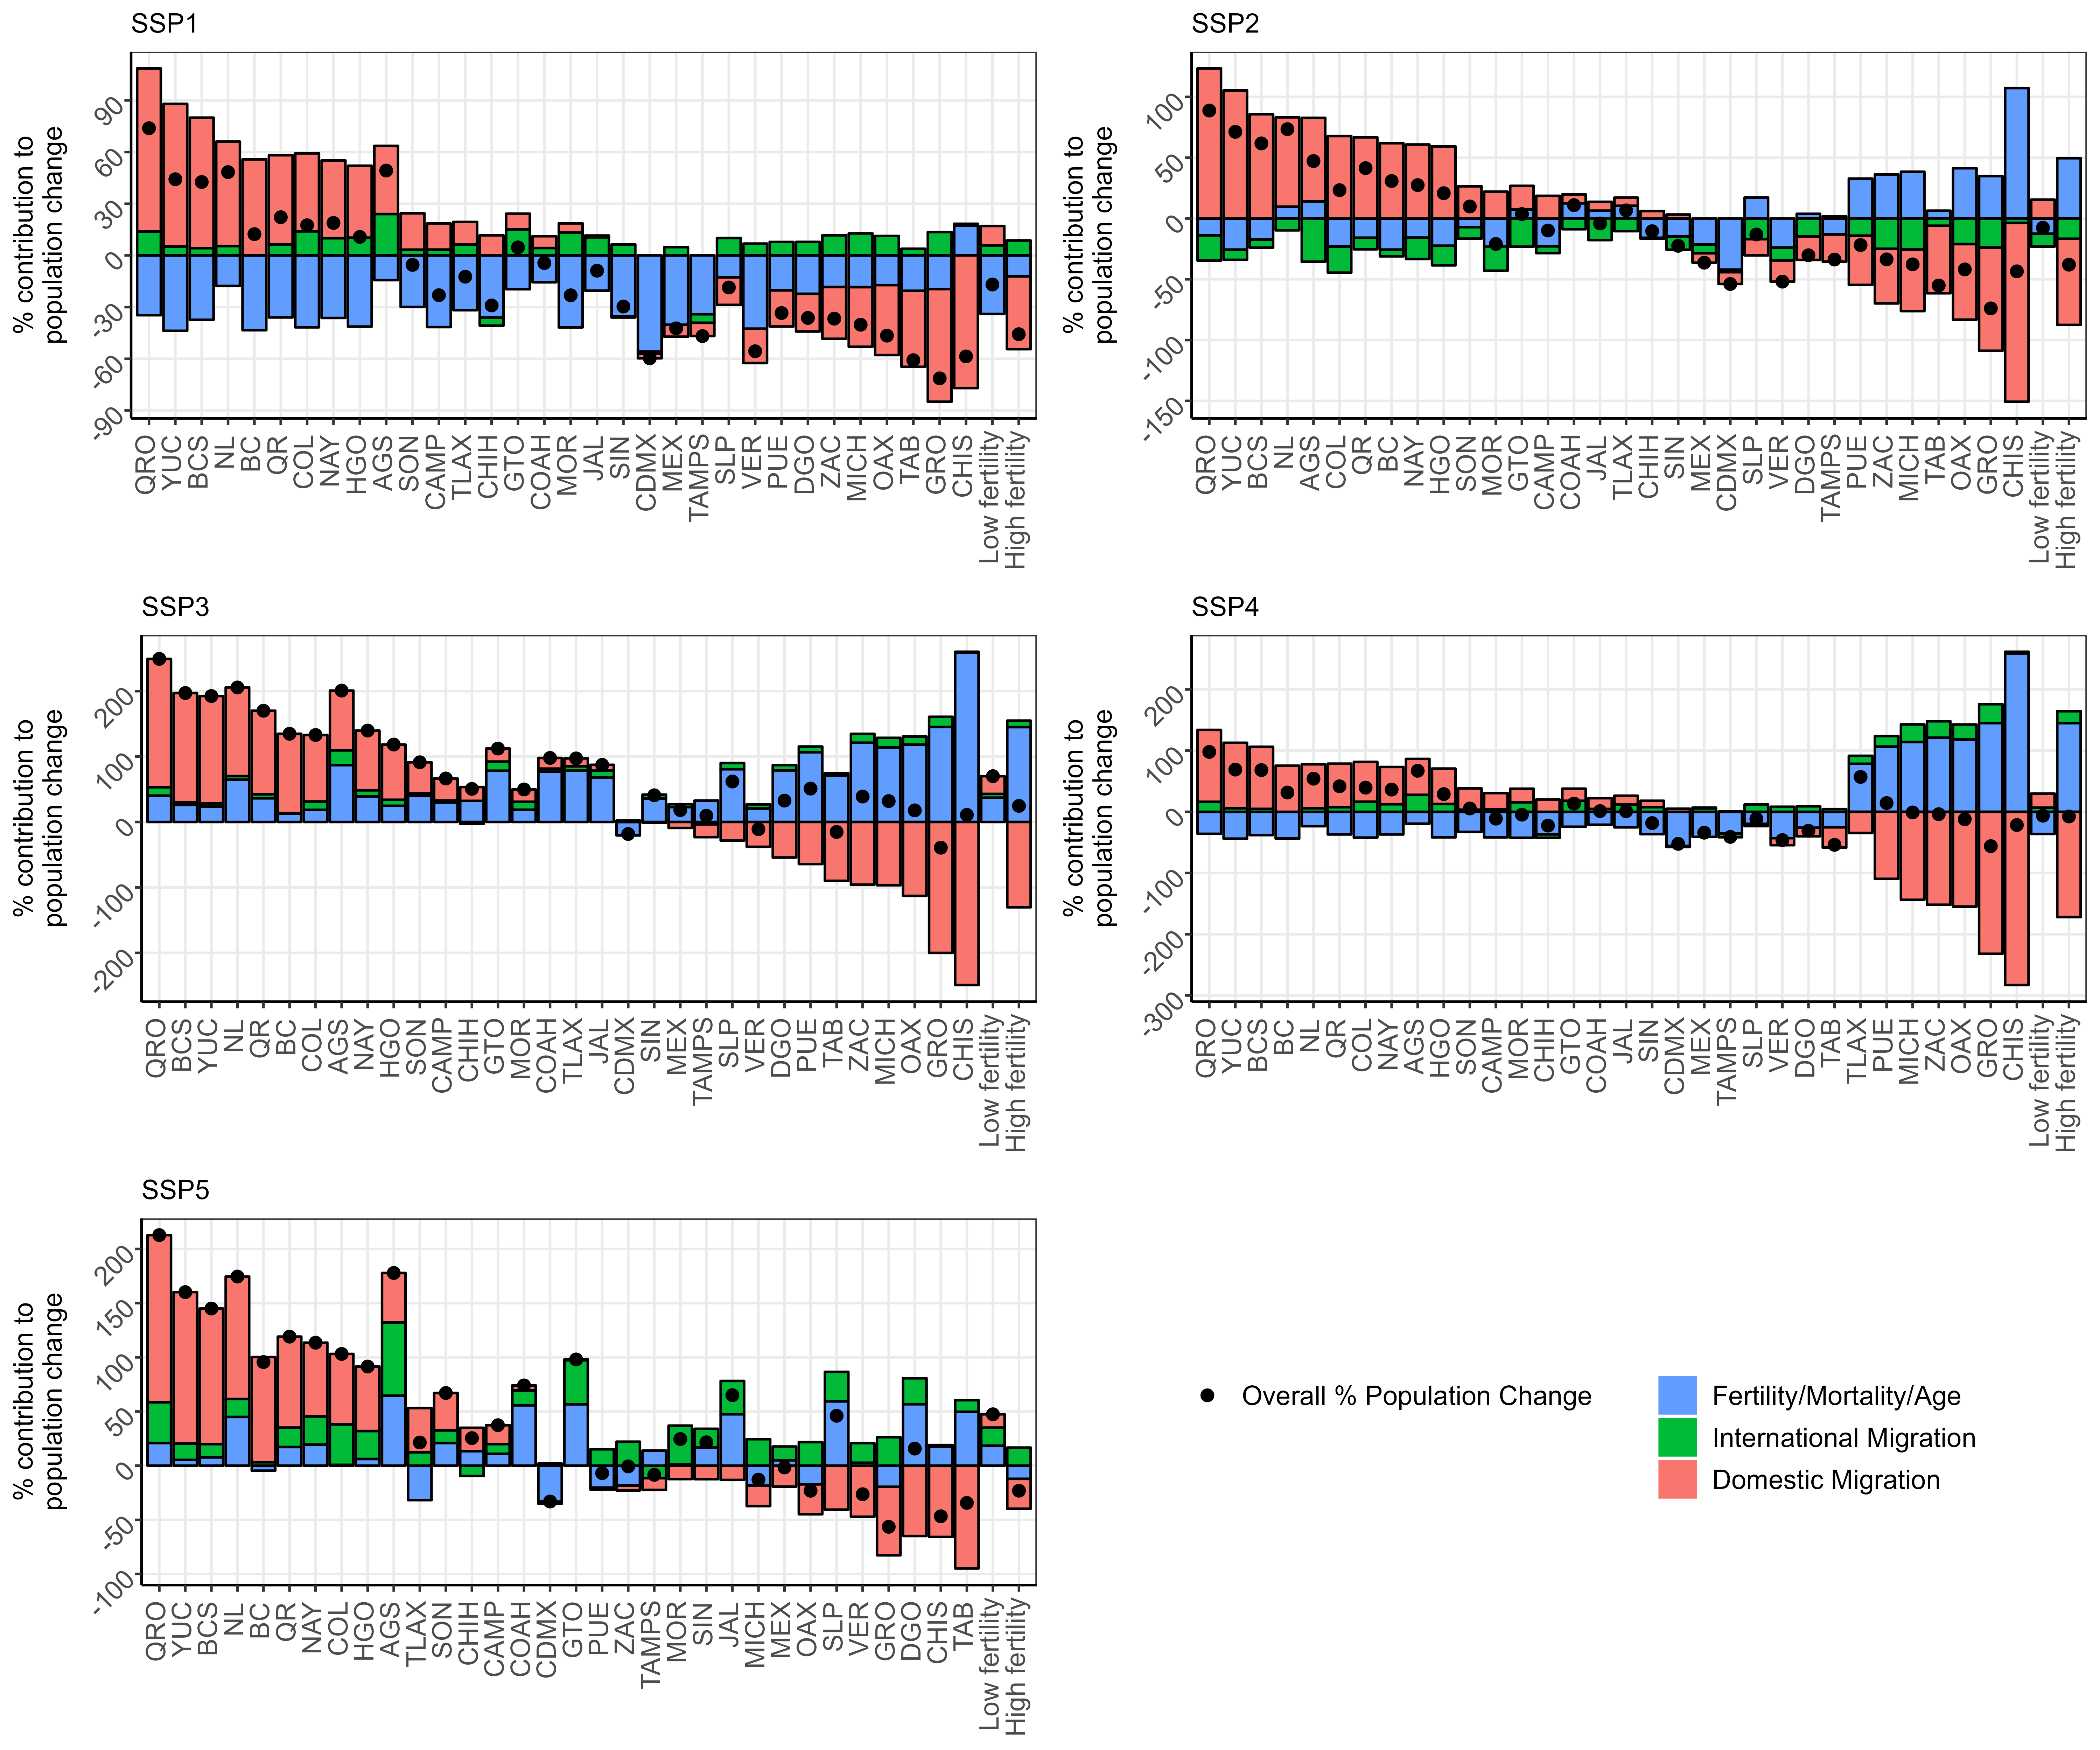 SSP1
% contribution to
population change
90
60
30
0
-30
-60
-90
QRO YUC BCS NL BC QR COL NAY HGO AGS SON CAMP TLAX CHIH GTO COAH MOR JAL SIN CDMX MEX TAMPS SLP VER PUE DGO ZAC MICH OAX TAB GRO CHIS Low fertility High fertility
SSP2
% contribution to
population change
100
50
0
-50
-100
-150
QRO YUC BCS NL AGS COL QR BC NAY HGO SON MOR GTO CAMP COAH JAL TLAX CHIH SIN MEX CDMX SLP VER DGO TAMPS PUE ZAC MICH TAB OAX GRO CHIS Low fertility High fertility
SSP3
% contribution to
population change
200
100
0
-100
-200
QRO BCS YUC NL QR BC COL AGS NAY HGO SON CAMP CHIH GTO MOR COAH TLAX JAL CDMX SIN MEX TAMPS SLP VER DGO PUE TAB ZAC MICH OAX GRO CHIS Low fertility High fertility
SSP4
% contribution to
population change
200
100
0
-100
-200
-300
QRO YUC BCS BC NL QR COL NAY AGS HGO SON CAMP MOR CHIH GTO COAH JAL SIN CDMX MEX TAMPS SLP VER DGO TAB TLAX PUE MICH ZAC OAX GRO CHIS Low fertility High fertility
SSP5
% contribution to
population change
200
150
100
50
0
-50
-100
QRO YUC BCS NL BC QR NAY COL HGO AGS TLAX SON CHIH CAMP COAH CDMX GTO PUE ZAC TAMPS MOR SIN JAL MICH MEX OAX SLP VER GRO DGO CHIS TAB Low fertility High fertility
Overall % Population Change
Fertility/Mortality/Age
International Migration
Domestic Migration